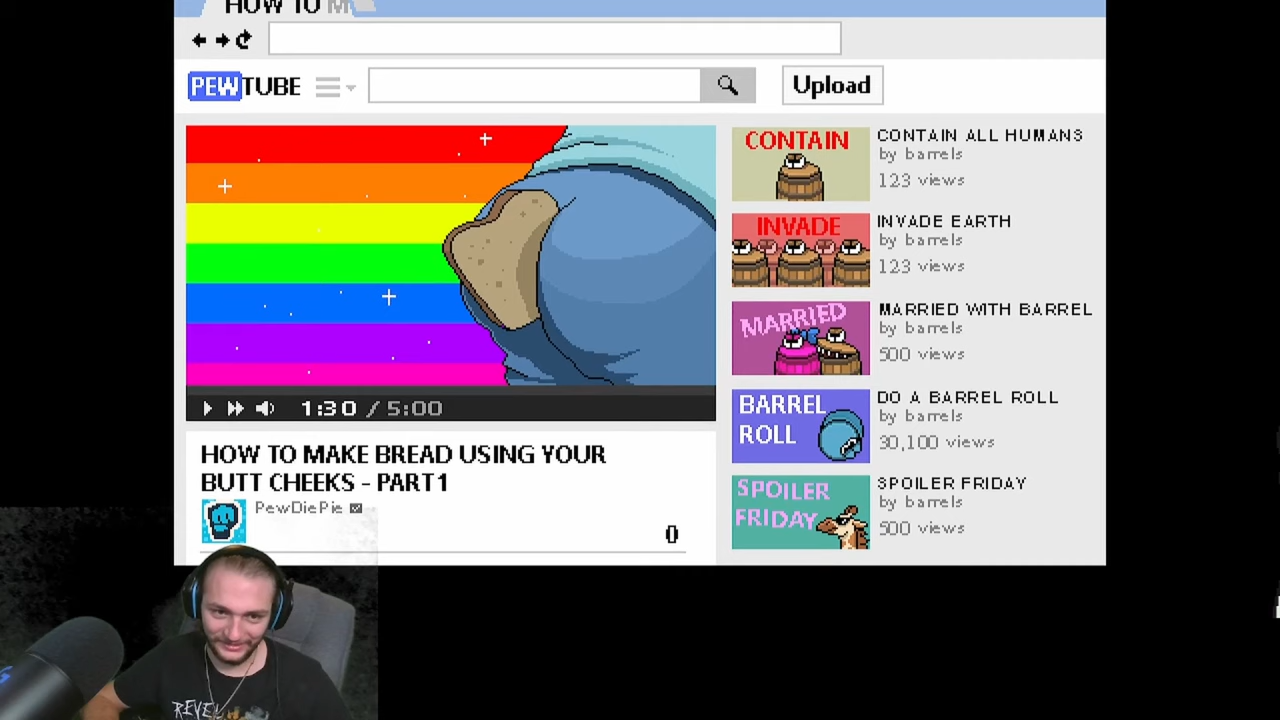 HOW TO M
PEWTUBE
Upload
CONTAIN
CONTAIN ALL HUMANS
by barrels
123 views
INVADE
INVADE EARTH
by barrels
123 views
MARRIED
MARRIED WITH BARREL
by barrels
500 views
BARREL
ROLL
DO A BARREL ROLL
by barrels
30,100 views
SPOILER
FRIDAY
SPOILER FRIDAY
by barrels
500 views
1:30 / 5:00
HOW TO MAKE BREAD USING YOUR
BUTT CHEEKS - PART1
PewDiePie
0